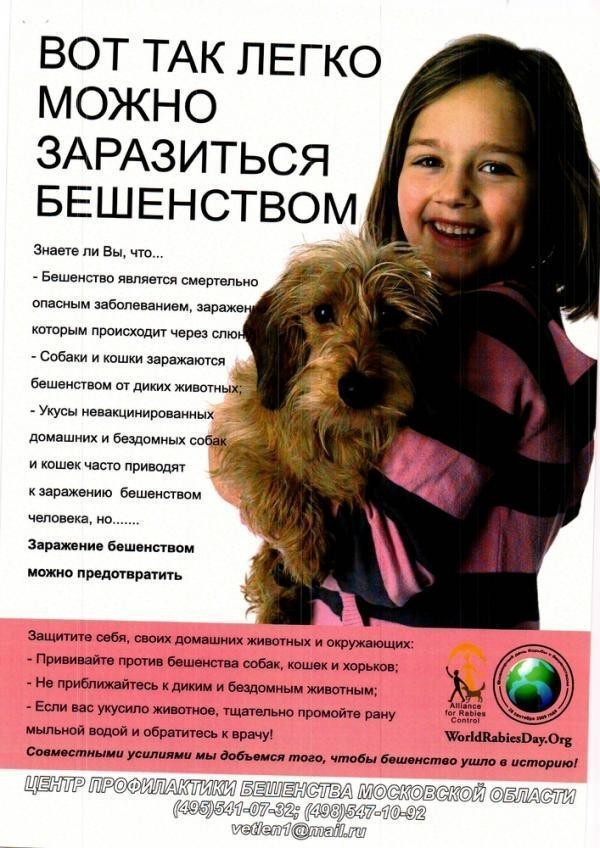 ВОТ ТАК ЛЕГКО
МОЖНО
ЗАРАЗИТЬСЯ
БЕШЕНСТВОМ
Знаете ли Вы, что...
- Бешенство является смертельно
опасным заболеванием, заражен
которым происходит через слюн
- Собаки и кошки заражаются
бешенством от диких животных;
- Укусы невакцинированных
домашних и бездомных собак
и кошек часто приводят
к заражению бешенством
человека, но.......
Заражение бешенством
можно предотвратить
Защитите себя, своих домашних животных и окружающих:
- Прививайте против бешенства собак, кошек и хорьков;
- Не приближайтесь к диким и бездомным животным;
- Если вас укусило животное, тщательно промойте рану
мыльной водой и обратитесь к врачу!
Alliance
for Rabies
Control
WorldRabiesDay.Org
Совместными усилиями мы добъемся того, чтобы бешенство ушло в историю!
ЦЕНТР ПРОФИЛАКТИКИ БЕШЕНСТВА МОСКОВСКОЙ ОБЛАСТИ
(495)541-07-32; (498)547-10-92
vetlen1@mail.ru